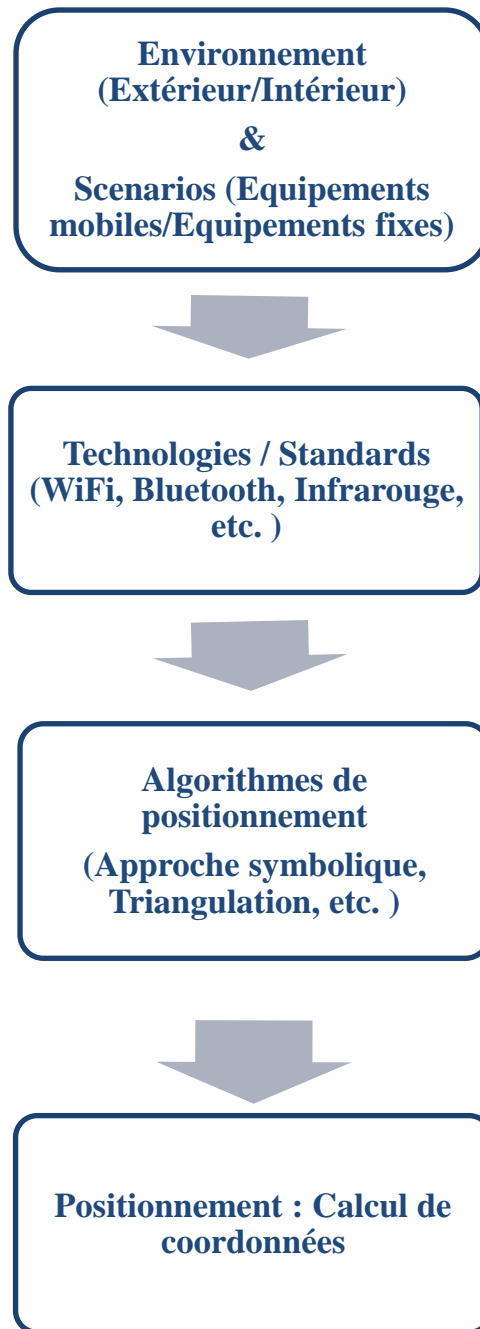 Environnement
(Extérieur/Intérieur)
&
Scenarios (Equipements
mobiles/Equipements fixes)
Technologies / Standards
(WiFi, Bluetooth, Infrarouge,
etc. )
Algorithmes de
positionnement
(Approche symbolique,
Triangulation, etc. )
Positionnement : Calcul de
coordonnées